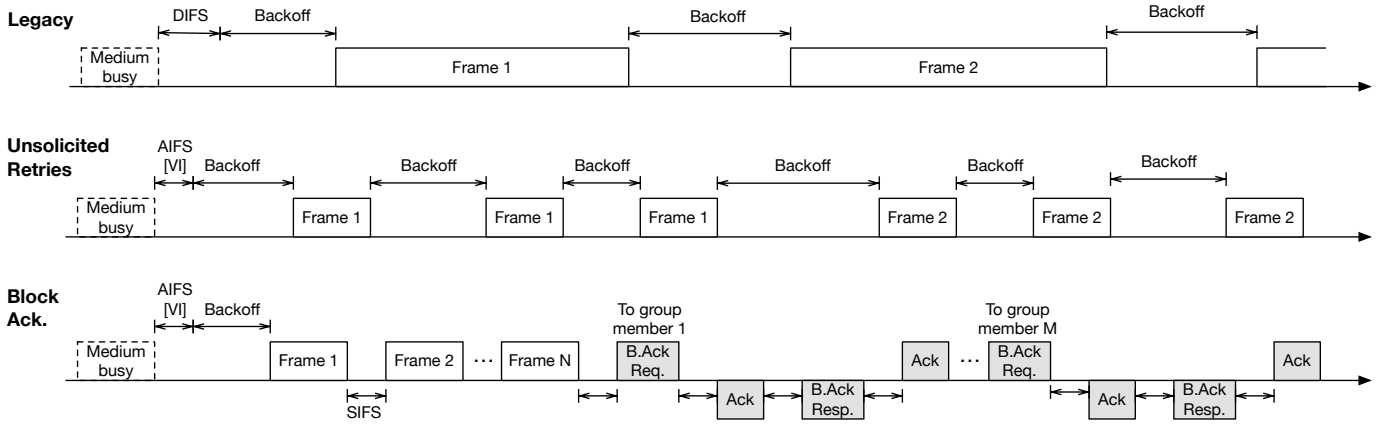 Legacy
DIFS Backoff Backoff Backoff
Medium busy
Frame 1 Frame 2
Unsolicited Retries
AIFS [VI] Backoff Backoff Backoff Backoff Backoff Backoff
Medium busy
Frame 1 Frame 1 Frame 1 Frame 2 Frame 2 Frame 2
Block Ack.
AIFS [VI] Backoff
To group member 1
To group member M
Medium busy
Frame 1 Frame 2 ... Frame N B.Ack Req. Ack ... B.Ack Req. Ack
SIFS
Ack B.Ack Resp. Ack B.Ack Resp.